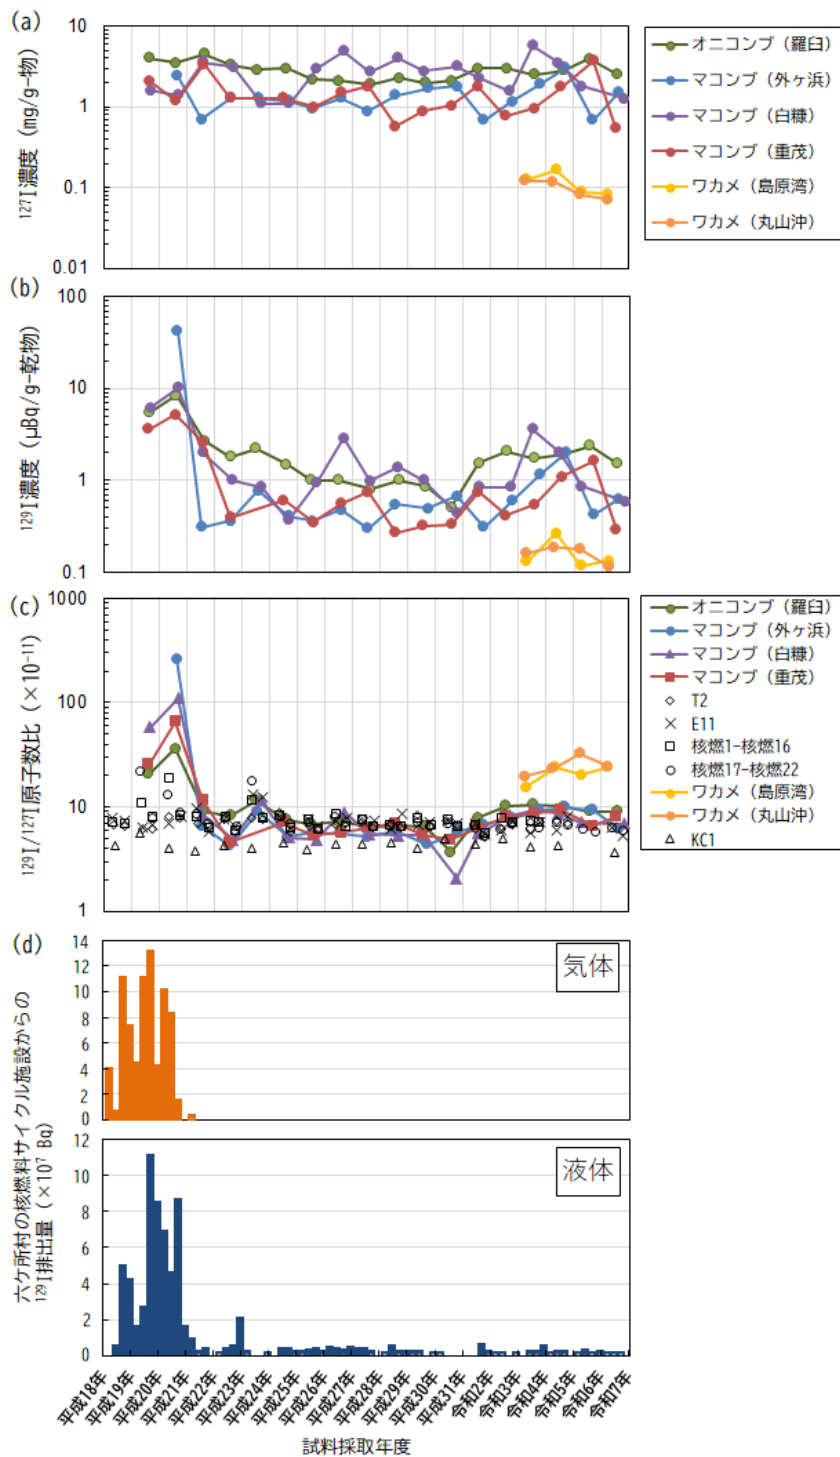 (a)
10
1
0.1
0.01
¹²⁷I濃度 (mg/g-物)
オニコンブ（羅臼）
マコンブ（外ヶ浜）
マコンブ（白糠）
マコンブ（重茂）
ワカメ（島原湾）
ワカメ（丸山沖）
(b)
100
10
1
0.1
¹²⁹I濃度 (μBq/g-乾物)
(c)
1000
100
10
1
¹²⁹I/¹²⁷I原子数比 (×10⁻¹¹)
オニコンブ（羅臼）
マコンブ（外ヶ浜）
マコンブ（白糠）
マコンブ（重茂）
T2
E11
核燃1-核燃16
核燃17-核燃22
ワカメ（島原湾）
ワカメ（丸山沖）
KC1
(d)
14
12
10
8
6
4
2
0
気体
六ケ所村の核燃料サイクル施設からの
¹²⁹I排出量 (×10⁷ Bq)
12
10
8
6
4
2
0
液体
平成18年
平成19年
平成20年
平成21年
平成22年
平成23年
平成24年
平成25年
平成26年
平成27年
平成28年
平成29年
平成30年
平成31年
令和2年
令和3年
令和4年
令和5年
令和6年
令和7年
試料採取年度